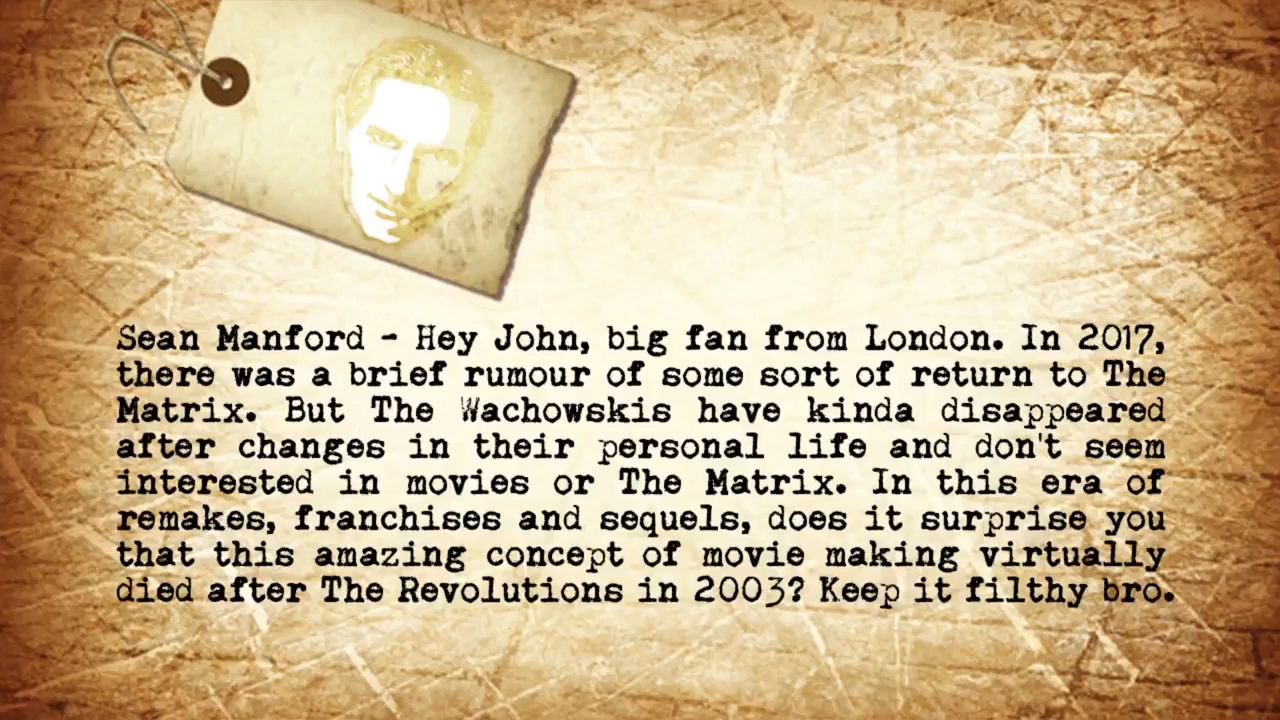 Sean Manford - Hey John, big fan from London. In 2017,
there was a brief rumour of some sort of return to The
Matrix. But The Wachowskis have kinda disappeared
after changes in their personal life and don't seem
interested in movies or The Matrix. In this era of
remakes, franchises and sequels, does it surprise you
that this amazing concept of movie making virtually
died after The Revolutions in 2003? Keep it filthy bro.